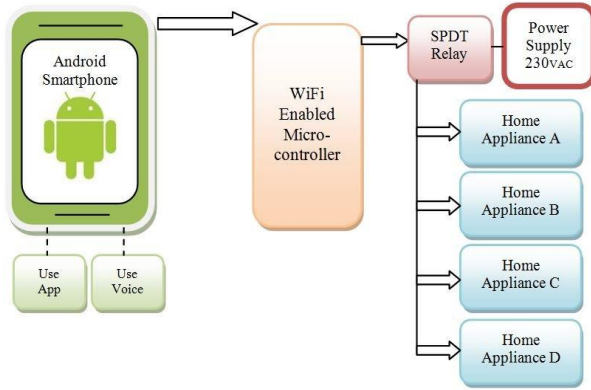 Android
Smartphone
Use
App
Use
Voice
WiFi
Enabled
Micro-
controller
SPDT
Relay
Power
Supply
230VAC
Home
Appliance A
Home
Appliance B
Home
Appliance C
Home
Appliance D